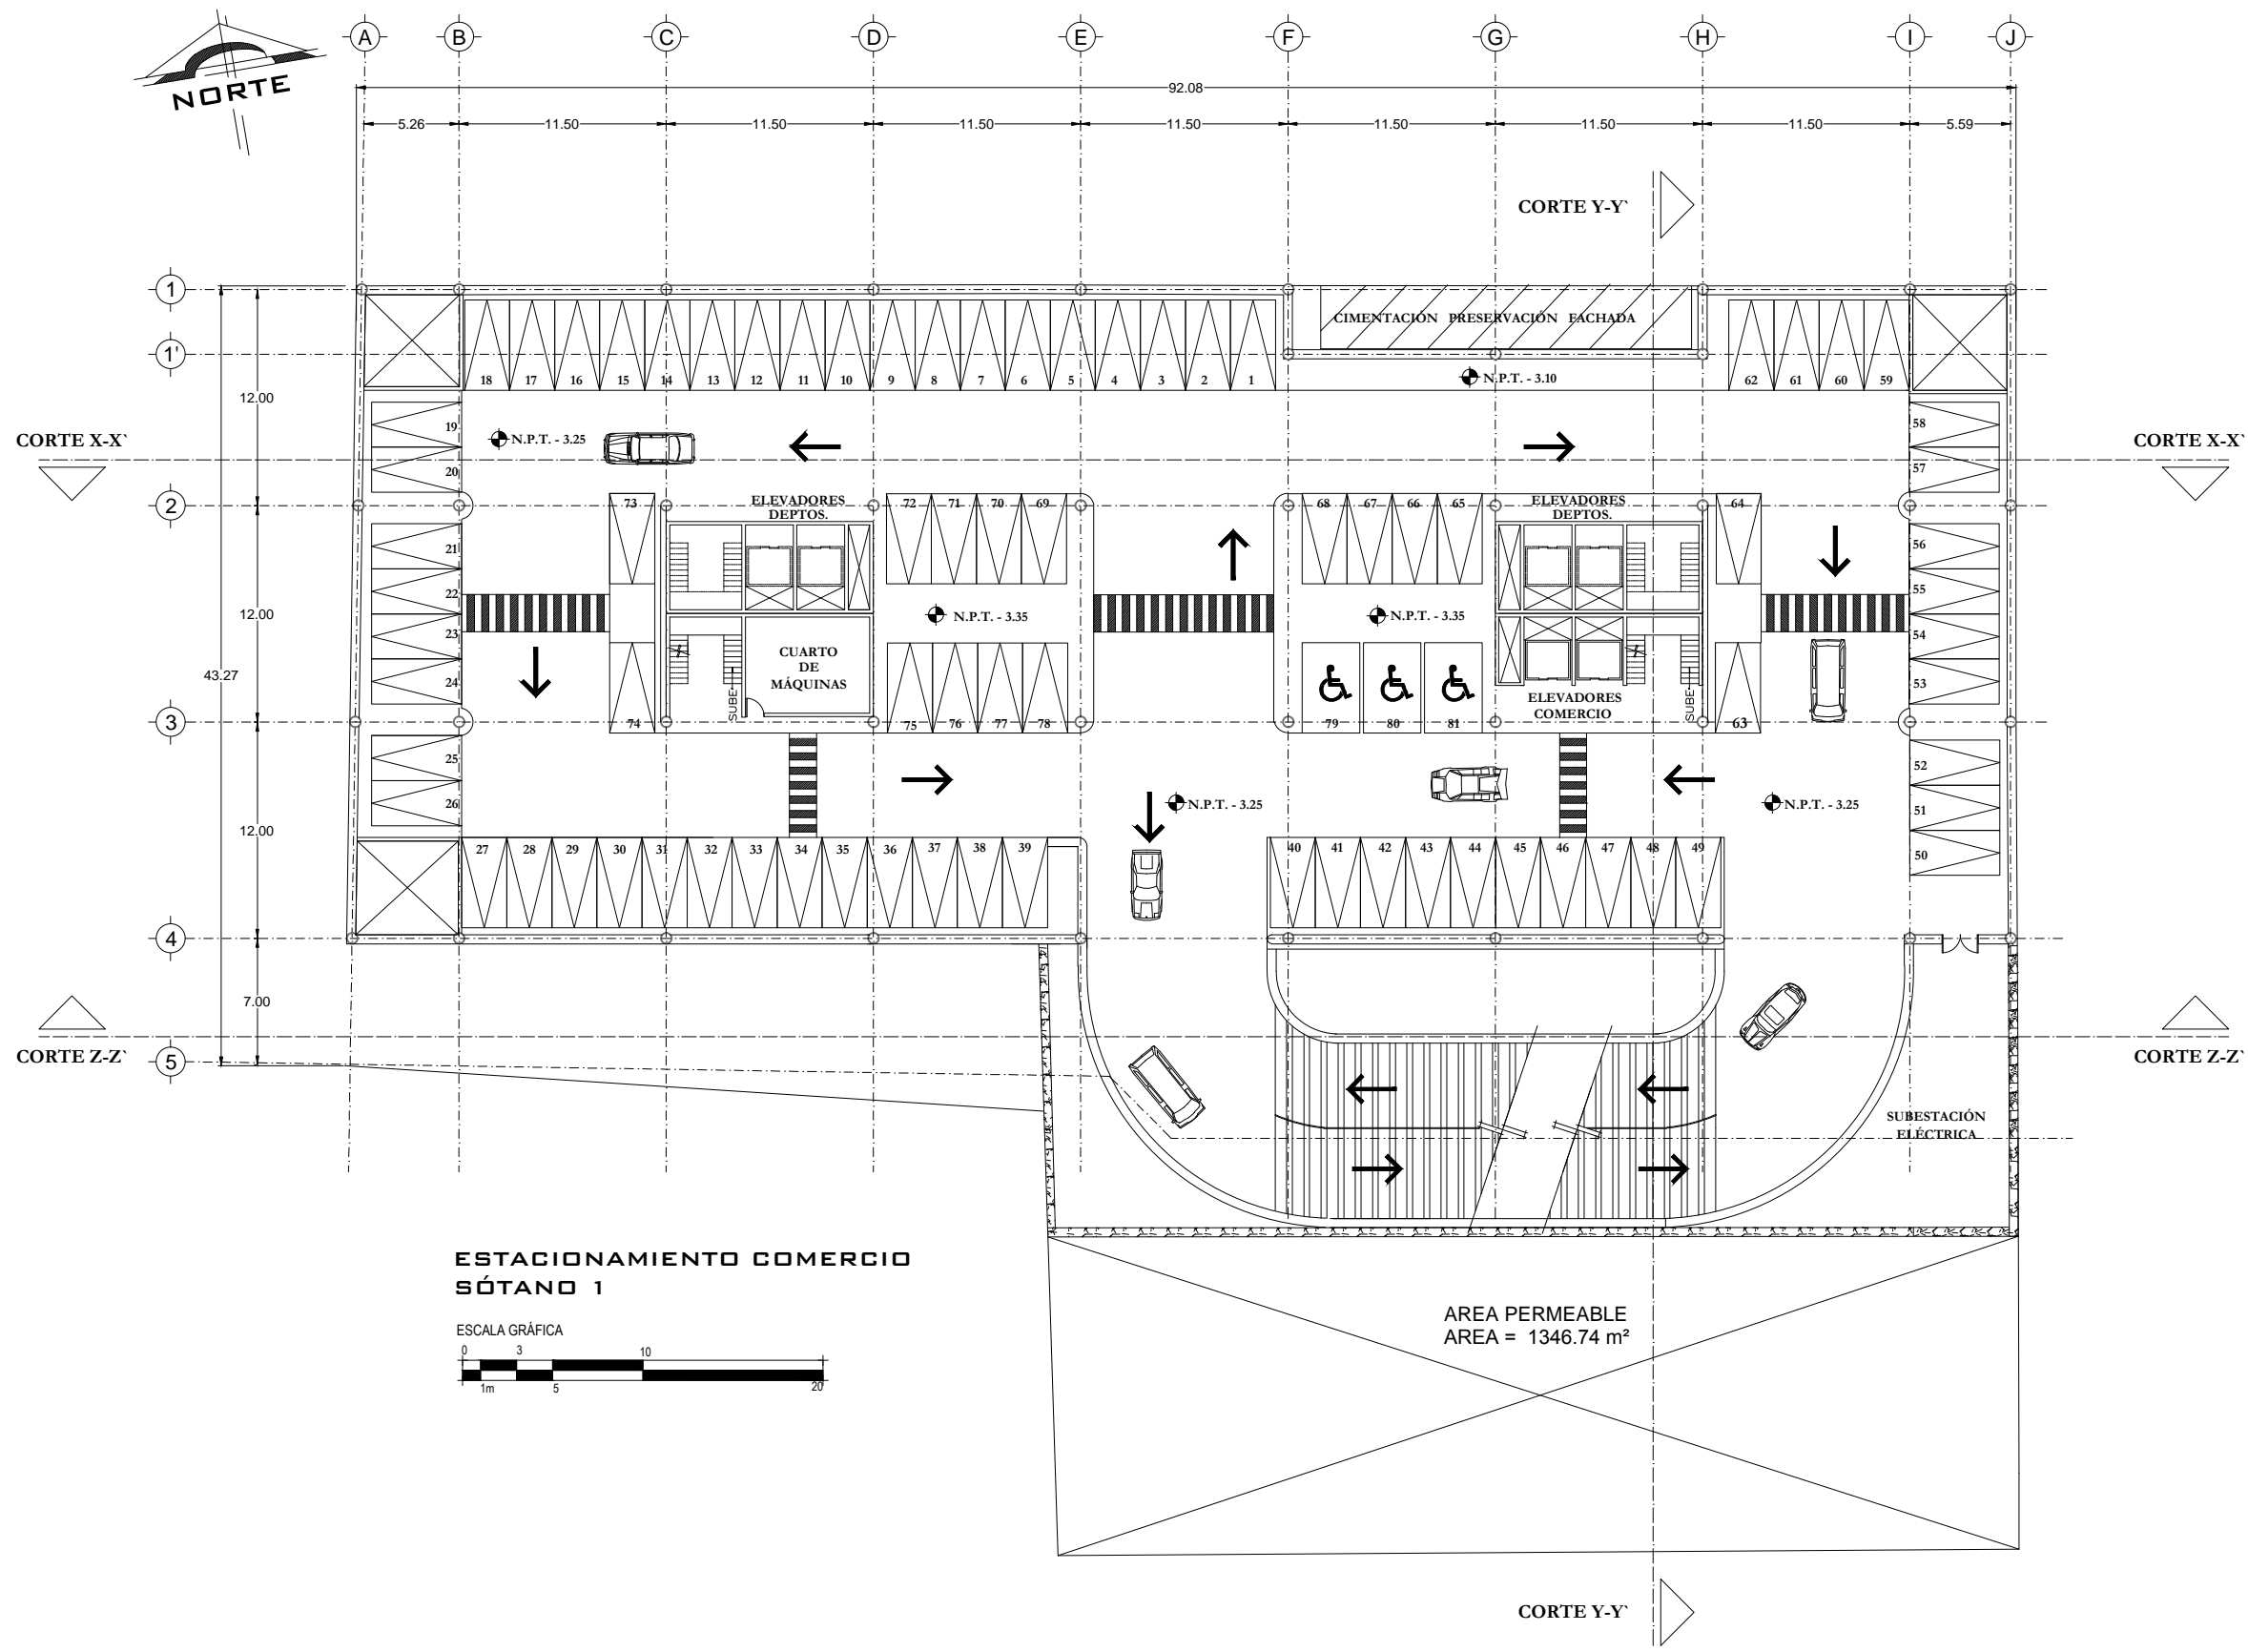 NORTE
A B C D E F G H I J
92.08
5.26 11.50 11.50 11.50 11.50 11.50 11.50 11.50 5.59
CORTE Y-Y`
1
CIMENTACIÓN PRESERVACIÓN FACHADA
1'
18 17 16 15 14 13 12 11 10 9 8 7 6 5 4 3 2 1
N.P.T. - 3.10
62 61 60 59
12.00
19
58
CORTE X-X`
N.P.T. - 3.25
CORTE X-X`
20
57
2
73
ELEVADORES
DEPTOS.
72 71 70 69
68 67 66 65
ELEVADORES
DEPTOS.
64
21
56
22
55
12.00
N.P.T. - 3.35
N.P.T. - 3.35
23
54
43.27
CUARTO
DE
MÁQUINAS
24
53
SUBE
ELEVADORES
COMERCIO
SUBE
3
74
75 76 77 78
79 80 81
63
25
52
26
51
N.P.T. - 3.25
N.P.T. - 3.25
12.00
27 28 29 30 31 32 33 34 35 36 37 38 39
40 41 42 43 44 45 46 47 48 49
50
4
7.00
CORTE Z-Z`
5
CORTE Z-Z`
SUBESTACIÓN
ELÉCTRICA
ESTACIONAMIENTO COMERCIO
SÓTANO 1
ESCALA GRÁFICA
0 3 10
1m 5 20
AREA PERMEABLE
AREA = 1346.74 m²
CORTE Y-Y`